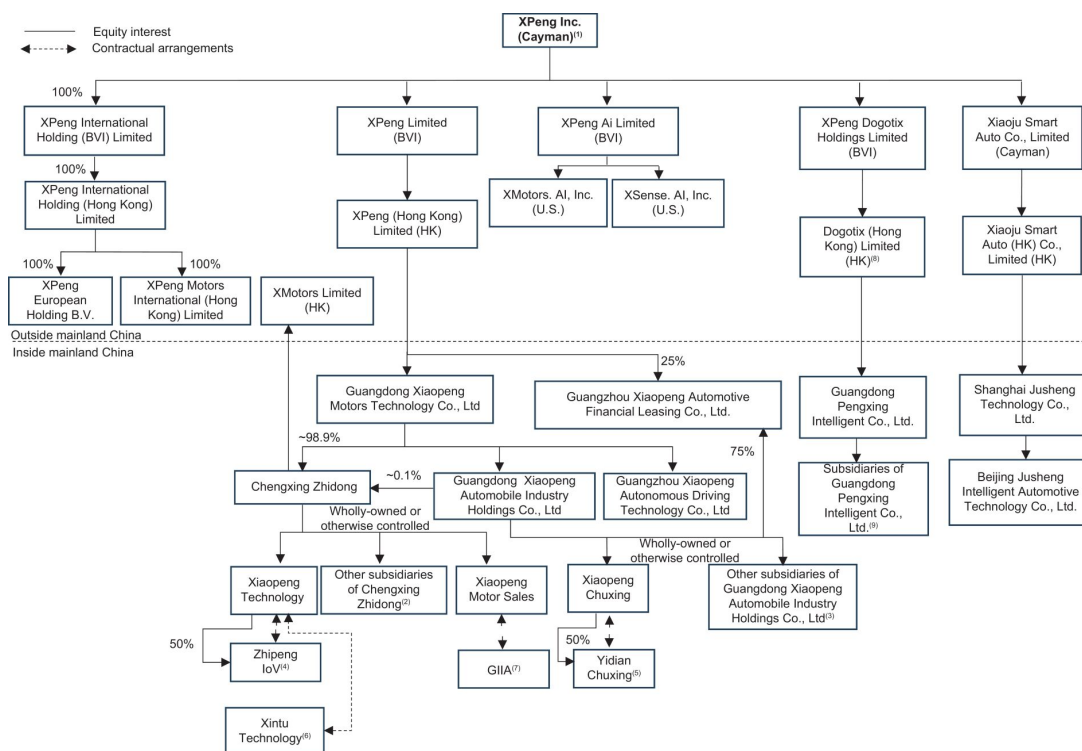 XPeng Inc.
(Cayman)(1)
Equity interest
Contractual arrangements
100%
XPeng International
Holding (BVI) Limited
XPeng Limited
(BVI)
XPeng Ai Limited
(BVI)
XPeng Dogotix
Holdings Limited
(BVI)
Xiaoju Smart
Auto Co., Limited
(Cayman)
100%
XPeng International
Holding (Hong Kong)
Limited
XPeng (Hong Kong)
Limited (HK)
XMotors. AI, Inc.
(U.S.)
XSense. AI, Inc.
(U.S.)
Dogotix (Hong
Kong) Limited
(HK)(8)
Xiaoju Smart
Auto (HK) Co.,
Limited (HK)
100%
100%
XPeng
European
Holding B.V.
XPeng Motors
International (Hong
Kong) Limited
XMotors Limited
(HK)
Outside mainland China
Inside mainland China
25%
Guangdong Xiaopeng
Motors Technology Co., Ltd
Guangzhou Xiaopeng Automotive
Financial Leasing Co., Ltd.
Guangdong
Pengxing
Intelligent Co., Ltd.
Shanghai Jusheng
Technology Co.,
Ltd.
~98.9%
75%
Chengxing Zhidong
~0.1%
Guangdong Xiaopeng
Automobile Industry
Holdings Co., Ltd
Guangzhou Xiaopeng
Autonomous Driving
Technology Co., Ltd
Subsidiaries of
Guangdong
Pengxing
Intelligent Co.,
Ltd.(9)
Beijing Jusheng
Intelligent Automotive
Technology Co., Ltd.
Wholly-owned or
otherwise controlled
Wholly-owned or
otherwise controlled
Xiaopeng
Technology
Other subsidiaries
of Chengxing
Zhidong(2)
Xiaopeng
Motor Sales
Xiaopeng
Chuxing
Other subsidiaries of
Guangdong Xiaopeng
Automobile Industry
Holdings Co., Ltd(3)
50%
Zhipeng
IoV(4)
GIIA(7)
50%
Yidian
Chuxing(5)
Xintu
Technology(6)